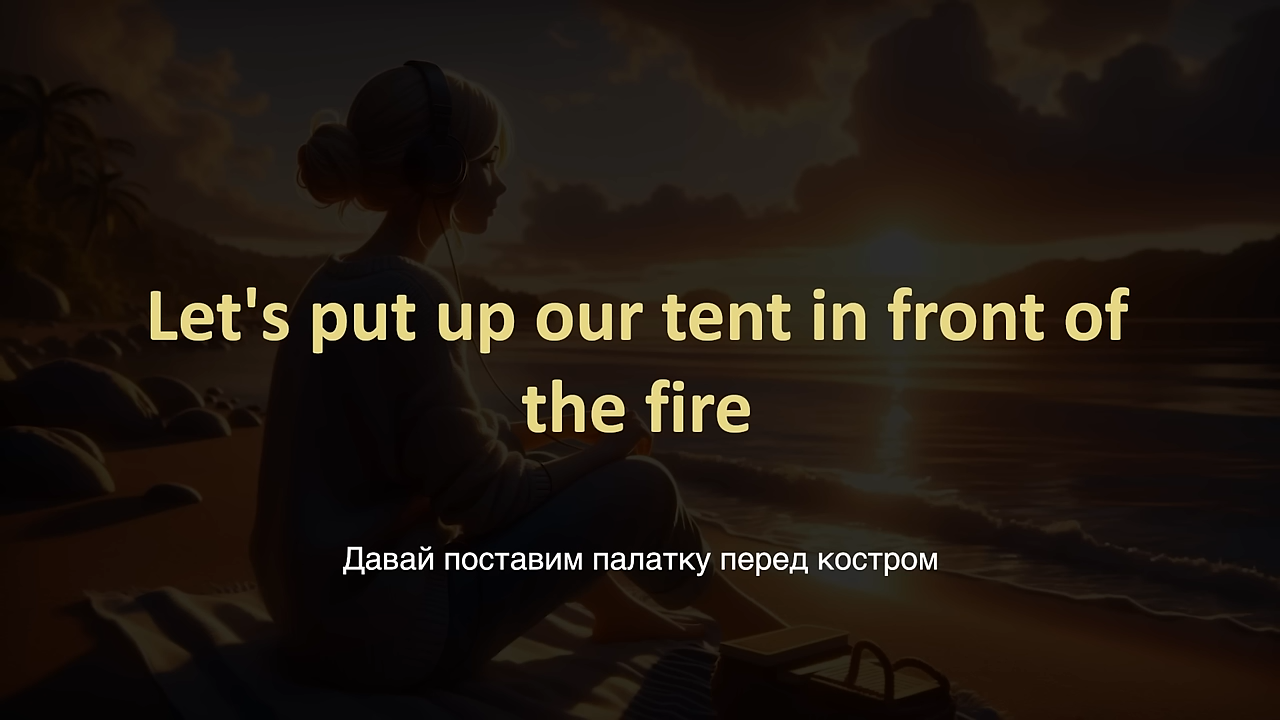 Let's put up our tent in front of
the fire
Давай поставим палатку перед костром